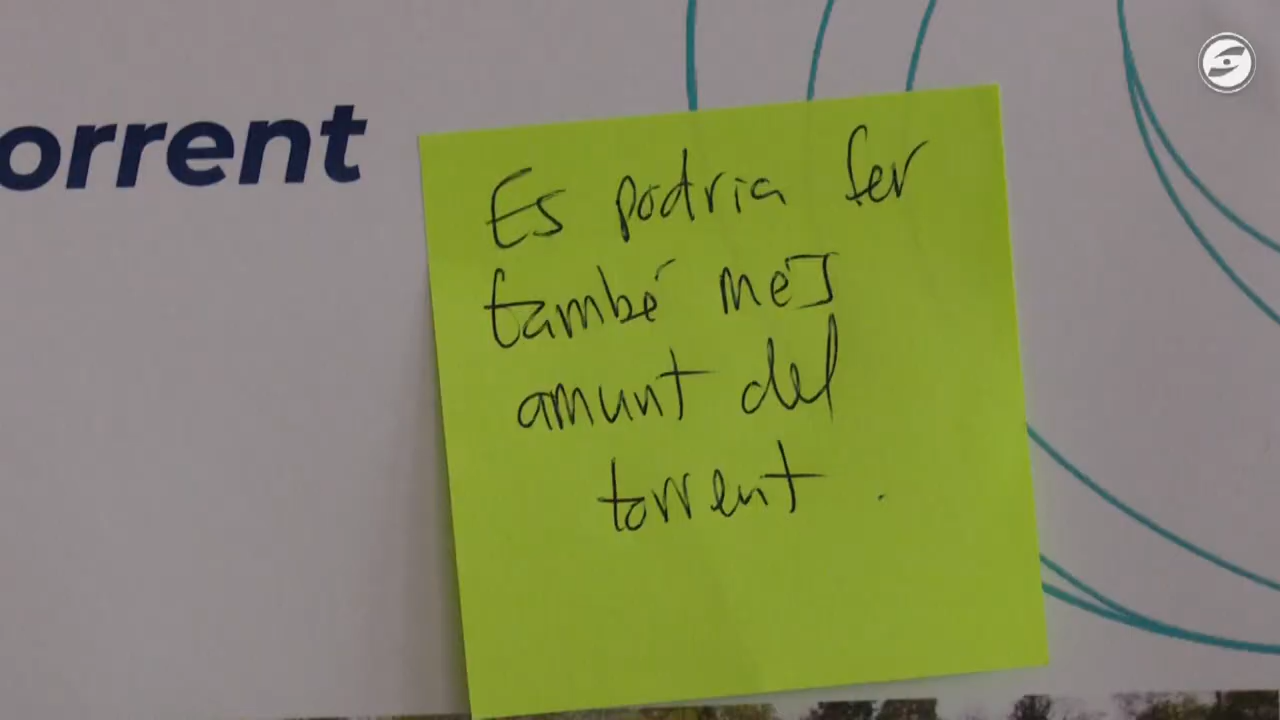 orrent
Es podria fer
també més
amunt del
torrent.